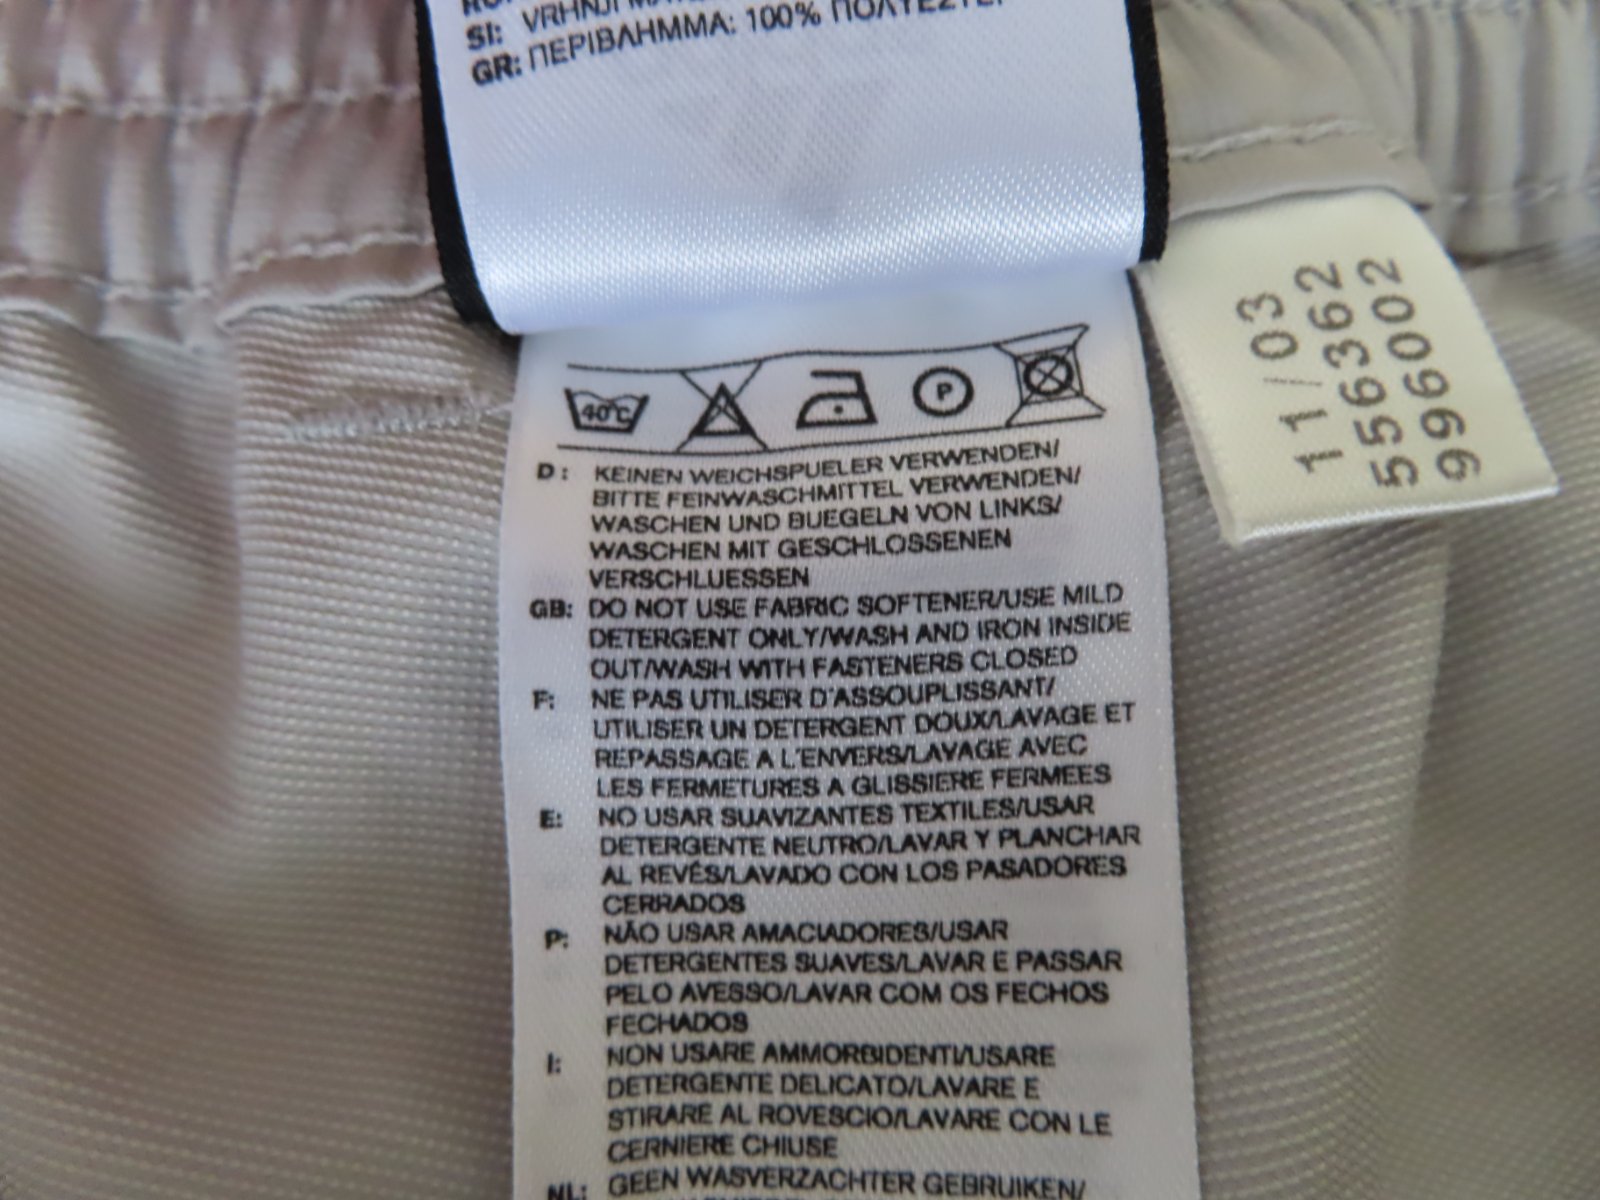 SI: VRHNJI
GR: ΠΕΡΙΒΛΗΜΜΑ: 100%
40°C
P
D: KEINEN WEICHSPUELER VERWENDEN/
BITTE FEINWASCHMITTEL VERWENDEN/
WASCHEN UND BUEGELN VON LINKS/
WASCHEN MIT GESCHLOSSENEN
VERSCHLUESSEN
GB: DO NOT USE FABRIC SOFTENER/USE MILD
DETERGENT ONLY/WASH AND IRON INSIDE
OUT/WASH WITH FASTENERS CLOSED
F: NE PAS UTILISER D'ASSOUPLISSANT/
UTILISER UN DETERGENT DOUX/LAVAGE ET
REPASSAGE A L'ENVERS/LAVAGE AVEC
LES FERMETURES A GLISSIERE FERMEES
E: NO USAR SUAVIZANTES TEXTILES/USAR
DETERGENTE NEUTRO/LAVAR Y PLANCHAR
AL REVÉS/LAVADO CON LOS PASADORES
CERRADOS
P: NÃO USAR AMACIADORES/USAR
DETERGENTES SUAVES/LAVAR E PASSAR
PELO AVESSO/LAVAR COM OS FECHOS
FECHADOS
I: NON USARE AMMORBIDENTI/USARE
DETERGENTE DELICATO/LAVARE E
STIRARE AL ROVESCIO/LAVARE CON LE
CERNIERE CHIUSE
NL: GEEN WASVERZACHTER GEBRUIKEN/
11/03
556362
996002